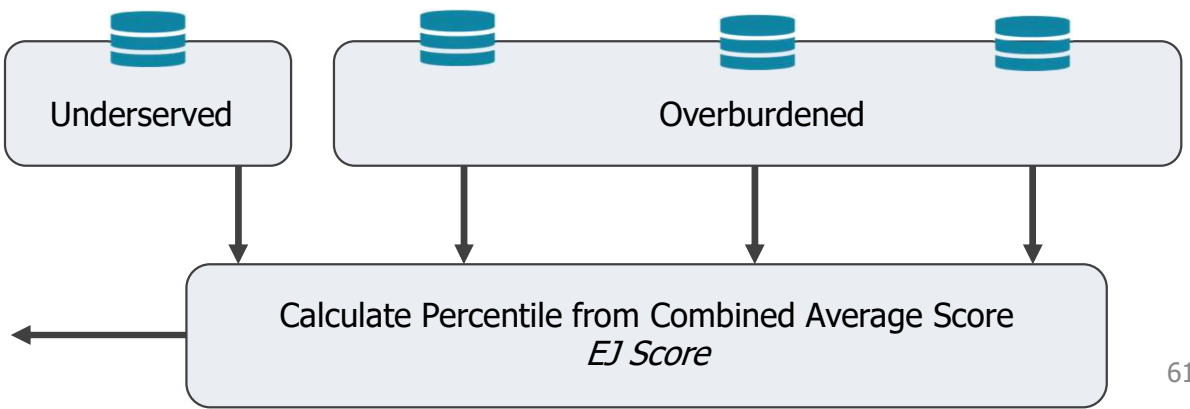 Underserved
Overburdened
Calculate Percentile from Combined Average Score
EJ Score
61